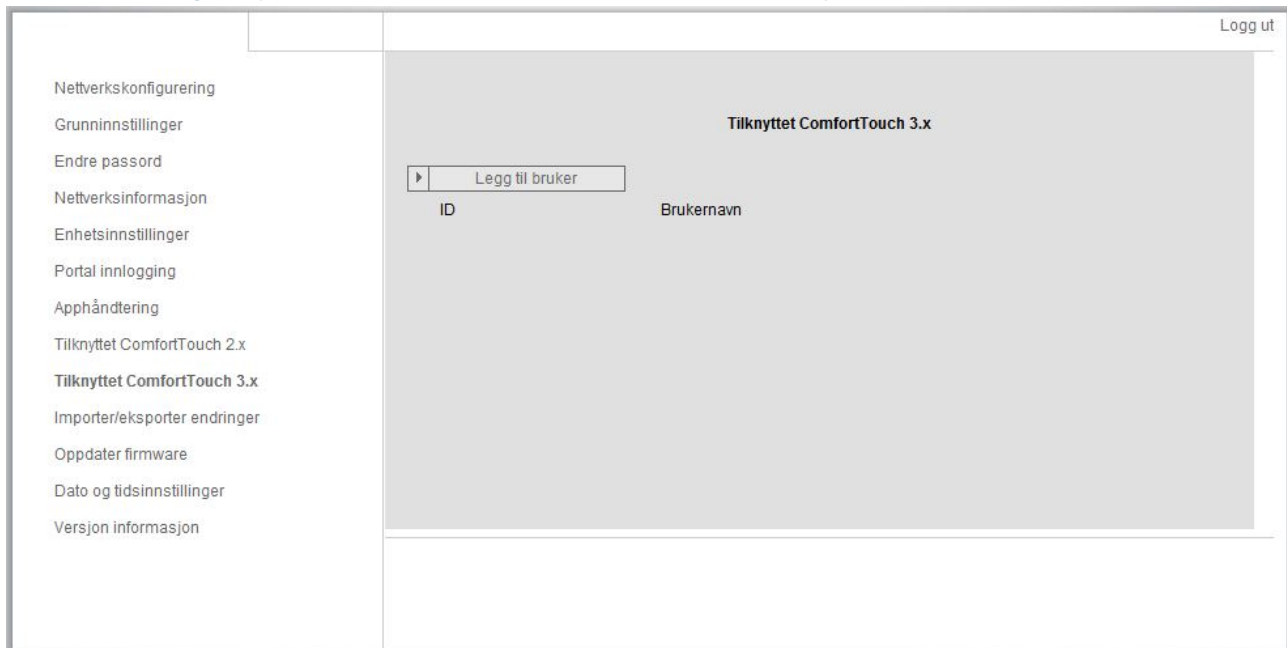 Logg ut
Nettverkskonfigurering
Grunninnstillinger
Endre passord
Nettverksinformasjon
Enhetsinnstillinger
Portal innlogging
Apphåndtering
Tilknyttet ComfortTouch 2.x
Tilknyttet ComfortTouch 3.x
Importer/eksporter endringer
Oppdater firmware
Dato og tidsinnstillinger
Versjon informasjon
Tilknyttet ComfortTouch 3.x
Legg til bruker
ID Brukernavn